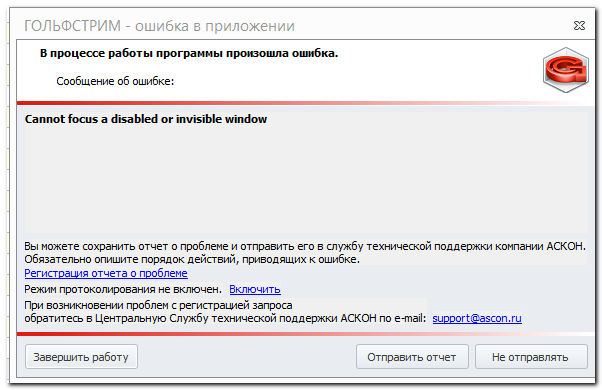 ГОЛЬФСТРИМ - ошибка в приложении
В процессе работы программы произошла ошибка.
Сообщение об ошибке:
Cannot focus a disabled or invisible window
Вы можете сохранить отчет о проблеме и отправить его в службу технической поддержки компании АСКОН.
Обязательно опишите порядок действий, приводящих к ошибке.
Регистрация отчета о проблеме
Режим протоколирования не включен. Включить
При возникновении проблем с регистрацией запроса
обратитесь в Центральную Службу технической поддержки АСКОН по e-mail: support@ascon.ru
Завершить работу Отправить отчет Не отправлять